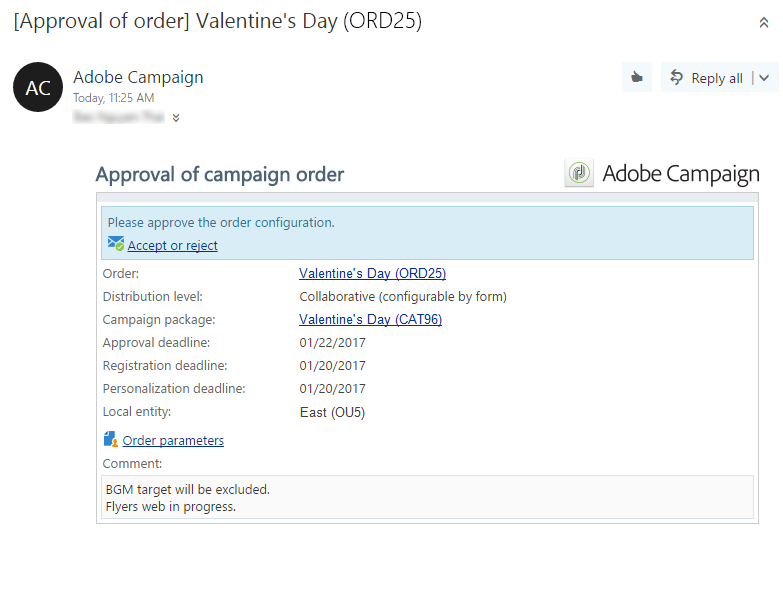 [Approval of order] Valentine's Day (ORD25)
AC
Adobe Campaign
Today, 11:25 AM
Reply all
Approval of campaign order
Adobe Campaign
Please approve the order configuration.
Accept or reject
Order: Valentine's Day (ORD25)
Distribution level: Collaborative (configurable by form)
Campaign package: Valentine's Day (CAT96)
Approval deadline: 01/22/2017
Registration deadline: 01/20/2017
Personalization deadline: 01/20/2017
Local entity: East (OU5)
Order parameters
Comment:
BGM target will be excluded.
Flyers web in progress.